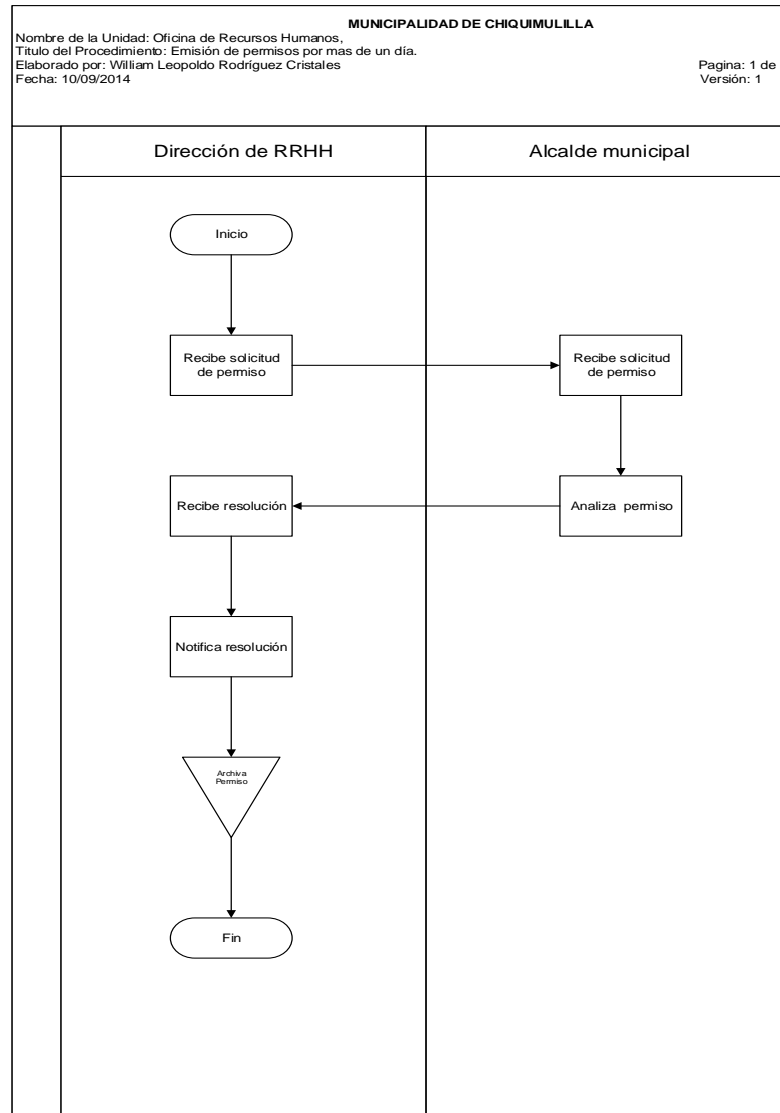 MUNICIPALIDAD DE CHIQUIMULILLA
Nombre de la Unidad: Oficina de Recursos Humanos,
Titulo del Procedimiento: Emisión de permisos por mas de un día.
Elaborado por: William Leopoldo Rodríguez Cristales
Pagina: 1 de
Fecha: 10/09/2014
Versión: 1
Dirección de RRHH
Alcalde municipal
Inicio
Recibe solicitud
de permiso
Recibe solicitud
de permiso
Recibe resolución
Analiza permiso
Notifica resolución
Archiva
Permiso
Fin